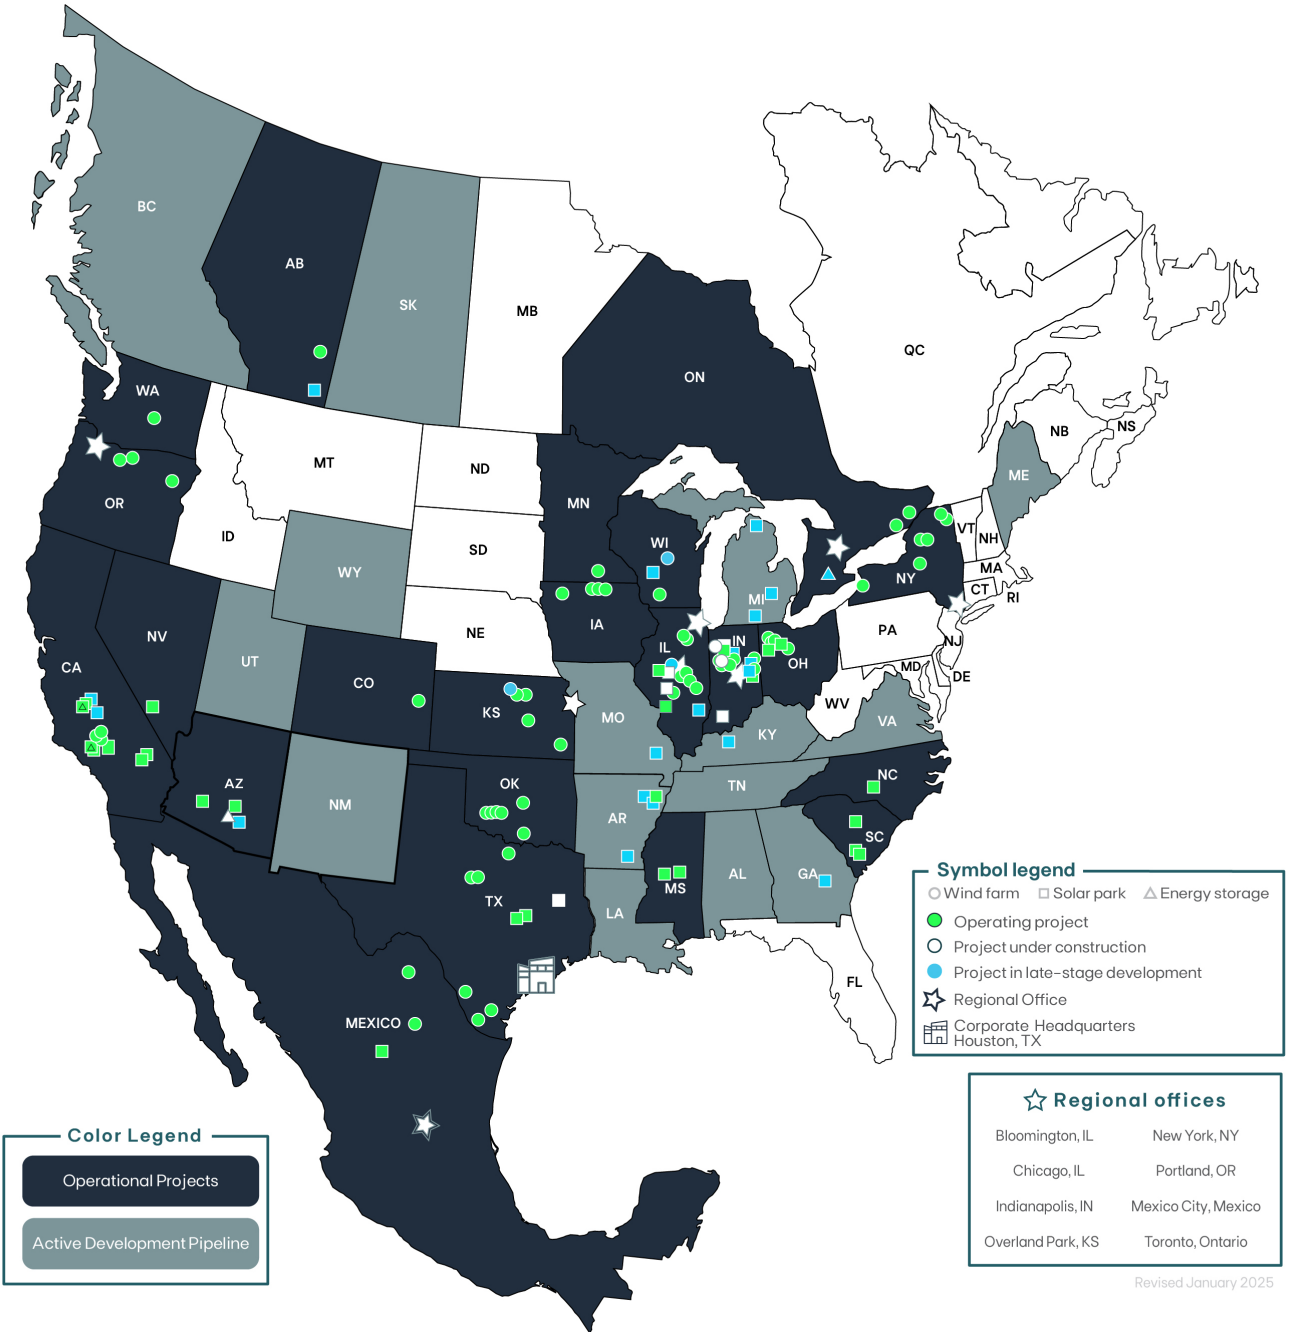 BC
AB
SK
MB
ON
QC
WA
MT
ND
MN
NB
NS
ME
OR
ID
SD
WI
VT
NH
WY
MI
NY
MA
CT
RI
NE
IA
PA
NJ
NV
IL
IN
OH
MD
DE
CA
UT
CO
KS
MO
WV
VA
KY
AZ
OK
NC
NM
TN
AR
SC
MS
AL
GA
TX
LA
FL
MEXICO
Symbol legend
Wind farm
Solar park
Energy storage
Operating project
Project under construction
Project in late-stage development
Regional Office
Corporate Headquarters
Houston, TX
Regional offices
Bloomington, IL
New York, NY
Chicago, IL
Portland, OR
Indianapolis, IN
Mexico City, Mexico
Overland Park, KS
Toronto, Ontario
Color Legend
Operational Projects
Active Development Pipeline
Revised January 2025